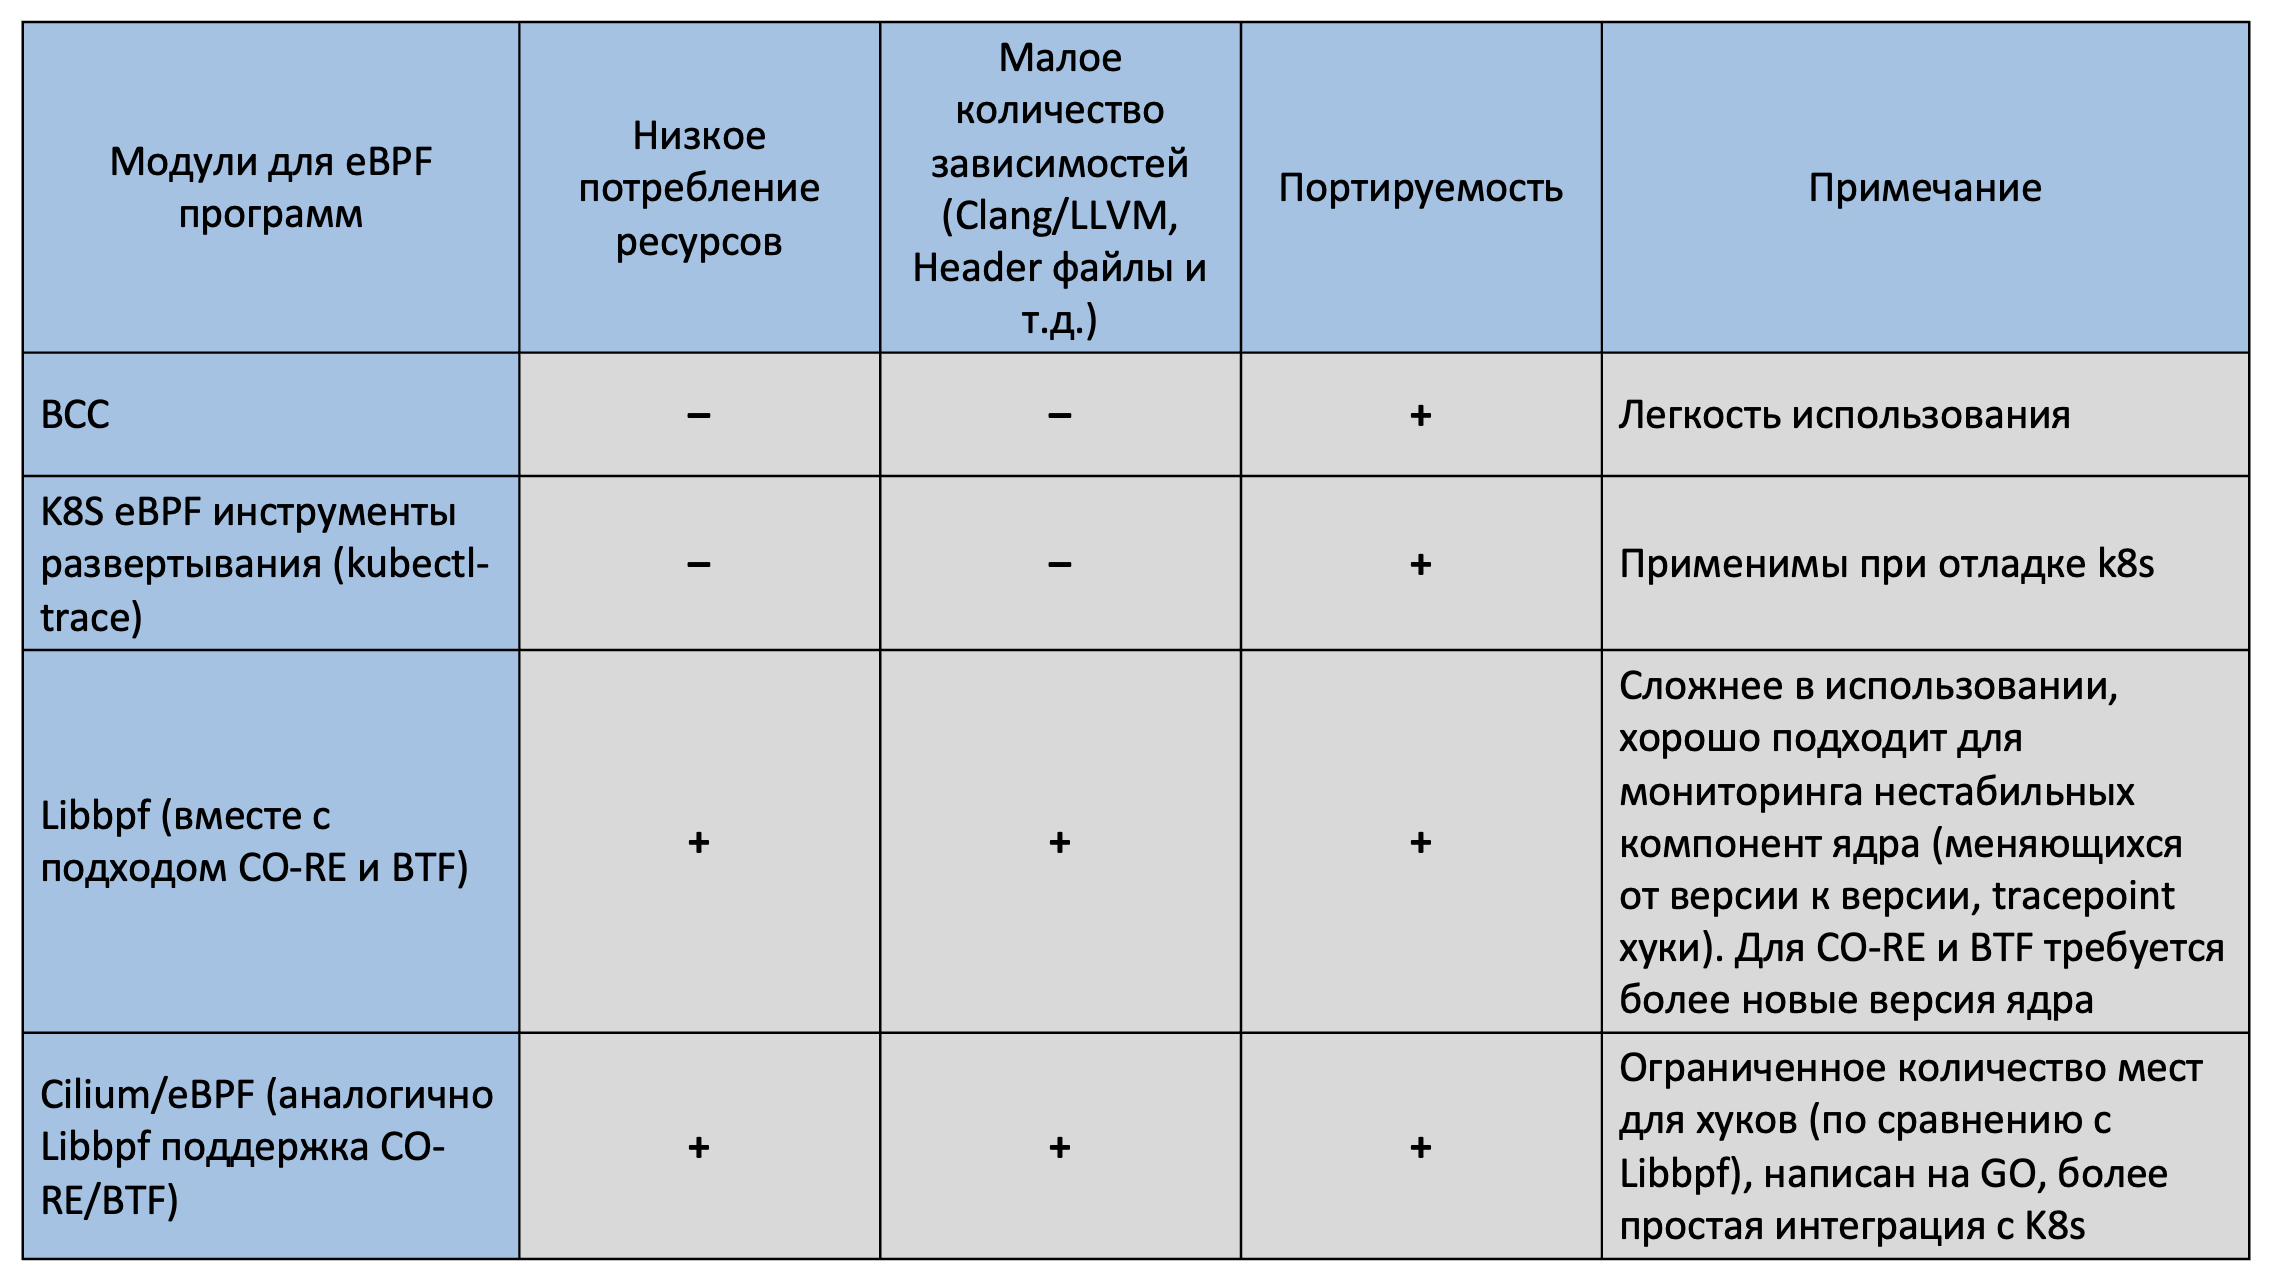 Модули для eBPF
программ
Низкое
потребление
ресурсов
Малое
количество
зависимостей
(Clang/LLVM,
Header файлы и
т.д.)
Портируемость
Примечание
BCC
–
–
+
Легкость использования
K8S eBPF инструменты
развертывания (kubectl-
trace)
–
–
+
Применимы при отладке k8s
Libbpf (вместе с
подходом CO-RE и BTF)
+
+
+
Сложнее в использовании,
хорошо подходит для
мониторинга нестабильных
компонент ядра (меняющихся
от версии к версии, tracepoint
хуки). Для CO-RE и BTF требуется
более новые версия ядра
Cilium/eBPF (аналогично
Libbpf поддержка CO-
RE/BTF)
+
+
+
Ограниченное количество мест
для хуков (по сравнению с
Libbpf), написан на GO, более
простая интеграция с K8s